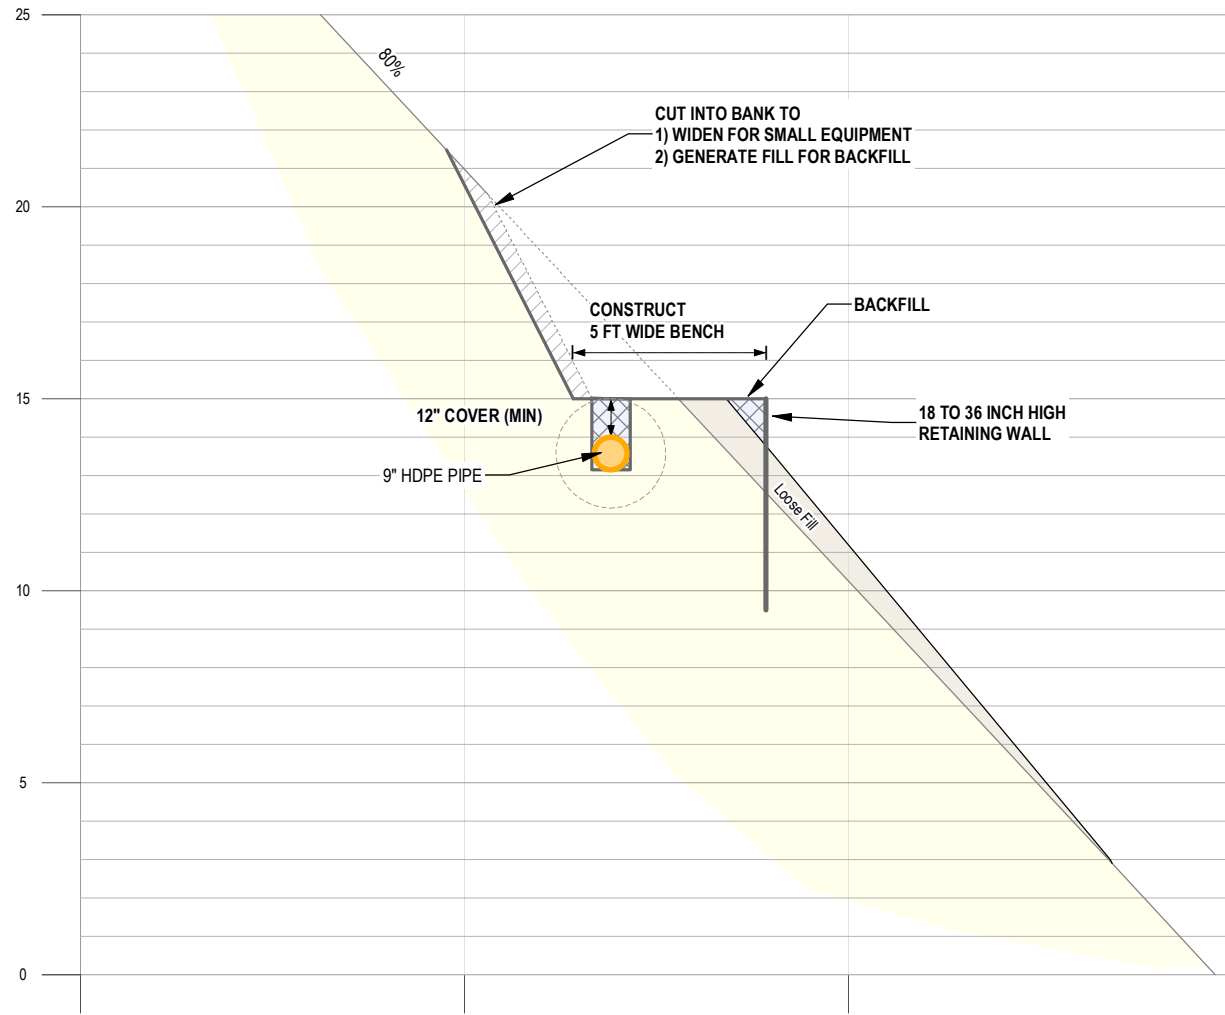 25
80%
CUT INTO BANK TO
1) WIDEN FOR SMALL EQUIPMENT
2) GENERATE FILL FOR BACKFILL
20
CONSTRUCT
5 FT WIDE BENCH
BACKFILL
15
12" COVER (MIN)
18 TO 36 INCH HIGH
RETAINING WALL
9" HDPE PIPE
Loose Fill
10
5
0